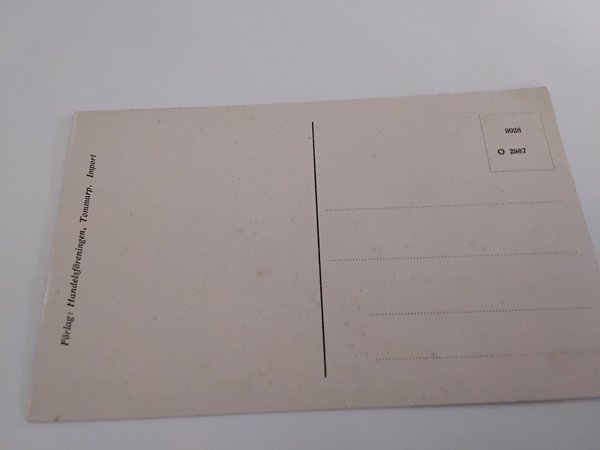 Förlag: Handelsföreningen, Tommarp, Import
9026
O 2987